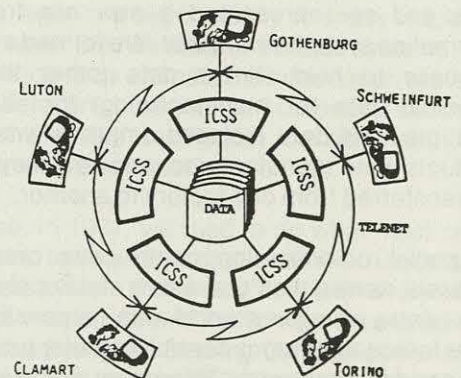 GOTHENBURG
LUTON
SCHWEINFURT
ICSS
ICSS
ICSS
DATA
TELENET
ICSS
ICSS
CLAMART
TORINO